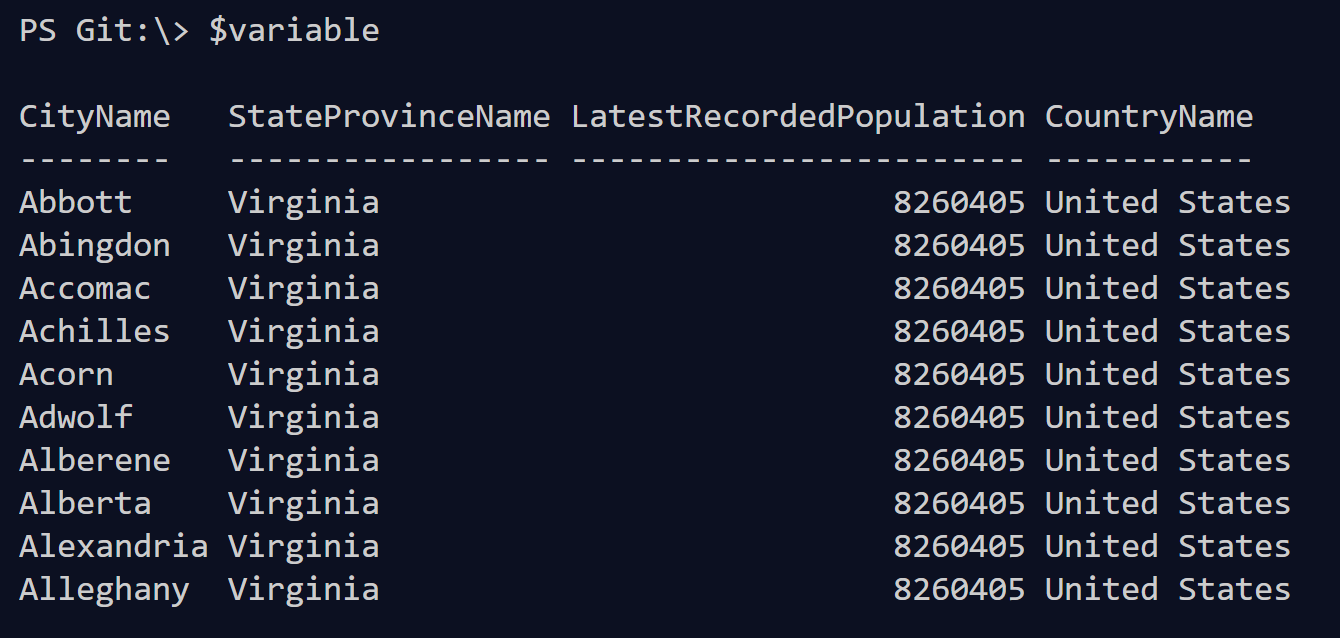 PS Git:\> $variable
CityName   StateProvinceName LatestRecordedPopulation CountryName
--------   ----------------- ------------------------ -----------
Abbott     Virginia                           8260405 United States
Abingdon   Virginia                           8260405 United States
Accomac    Virginia                           8260405 United States
Achilles   Virginia                           8260405 United States
Acorn      Virginia                           8260405 United States
Adwolf     Virginia                           8260405 United States
Alberene   Virginia                           8260405 United States
Alberta    Virginia                           8260405 United States
Alexandria Virginia                           8260405 United States
Alleghany  Virginia                           8260405 United States